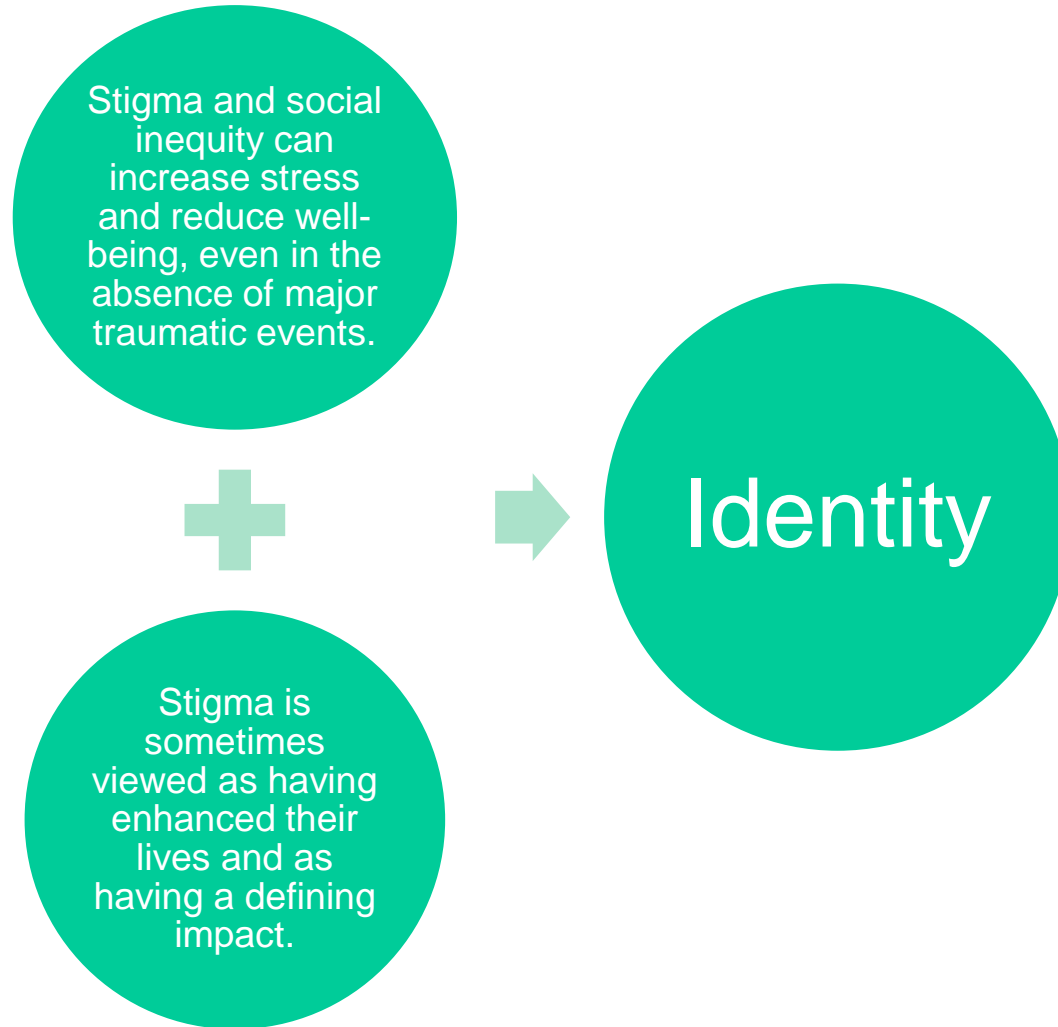 Stigma and social
inequity can
increase stress
and reduce well-
being, even in the
absence of major
traumatic events.
Identity
Stigma is
sometimes
viewed as having
enhanced their
lives and as
having a defining
impact.